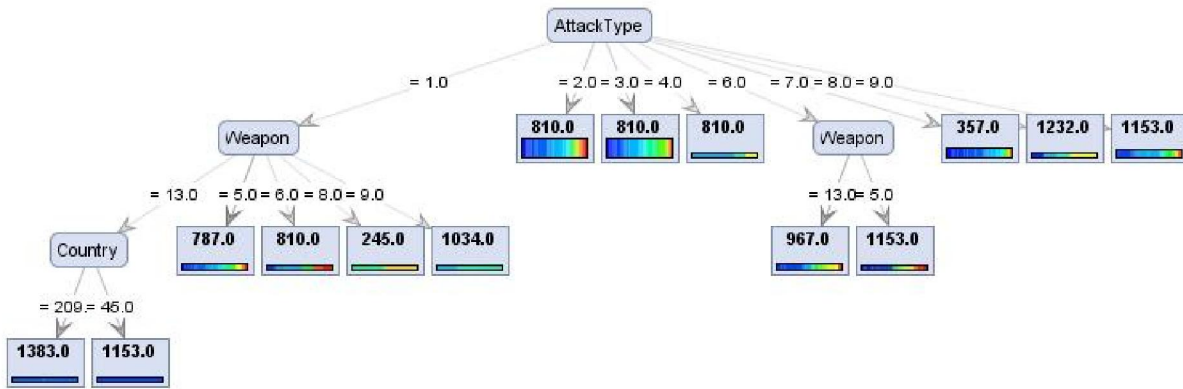 AttackType
= 1.0 = 2.0 = 3.0 = 4.0 = 6.0 = 7.0 = 8.0 = 9.0
Weapon 810.0 810.0 810.0 Weapon 357.0 1232.0 1153.0
= 13.0 = 5.0 = 6.0 = 8.0 = 9.0 = 13.0 = 5.0
Country 787.0 810.0 245.0 1034.0 967.0 1153.0
= 209. = 45.0
1383.0 1153.0